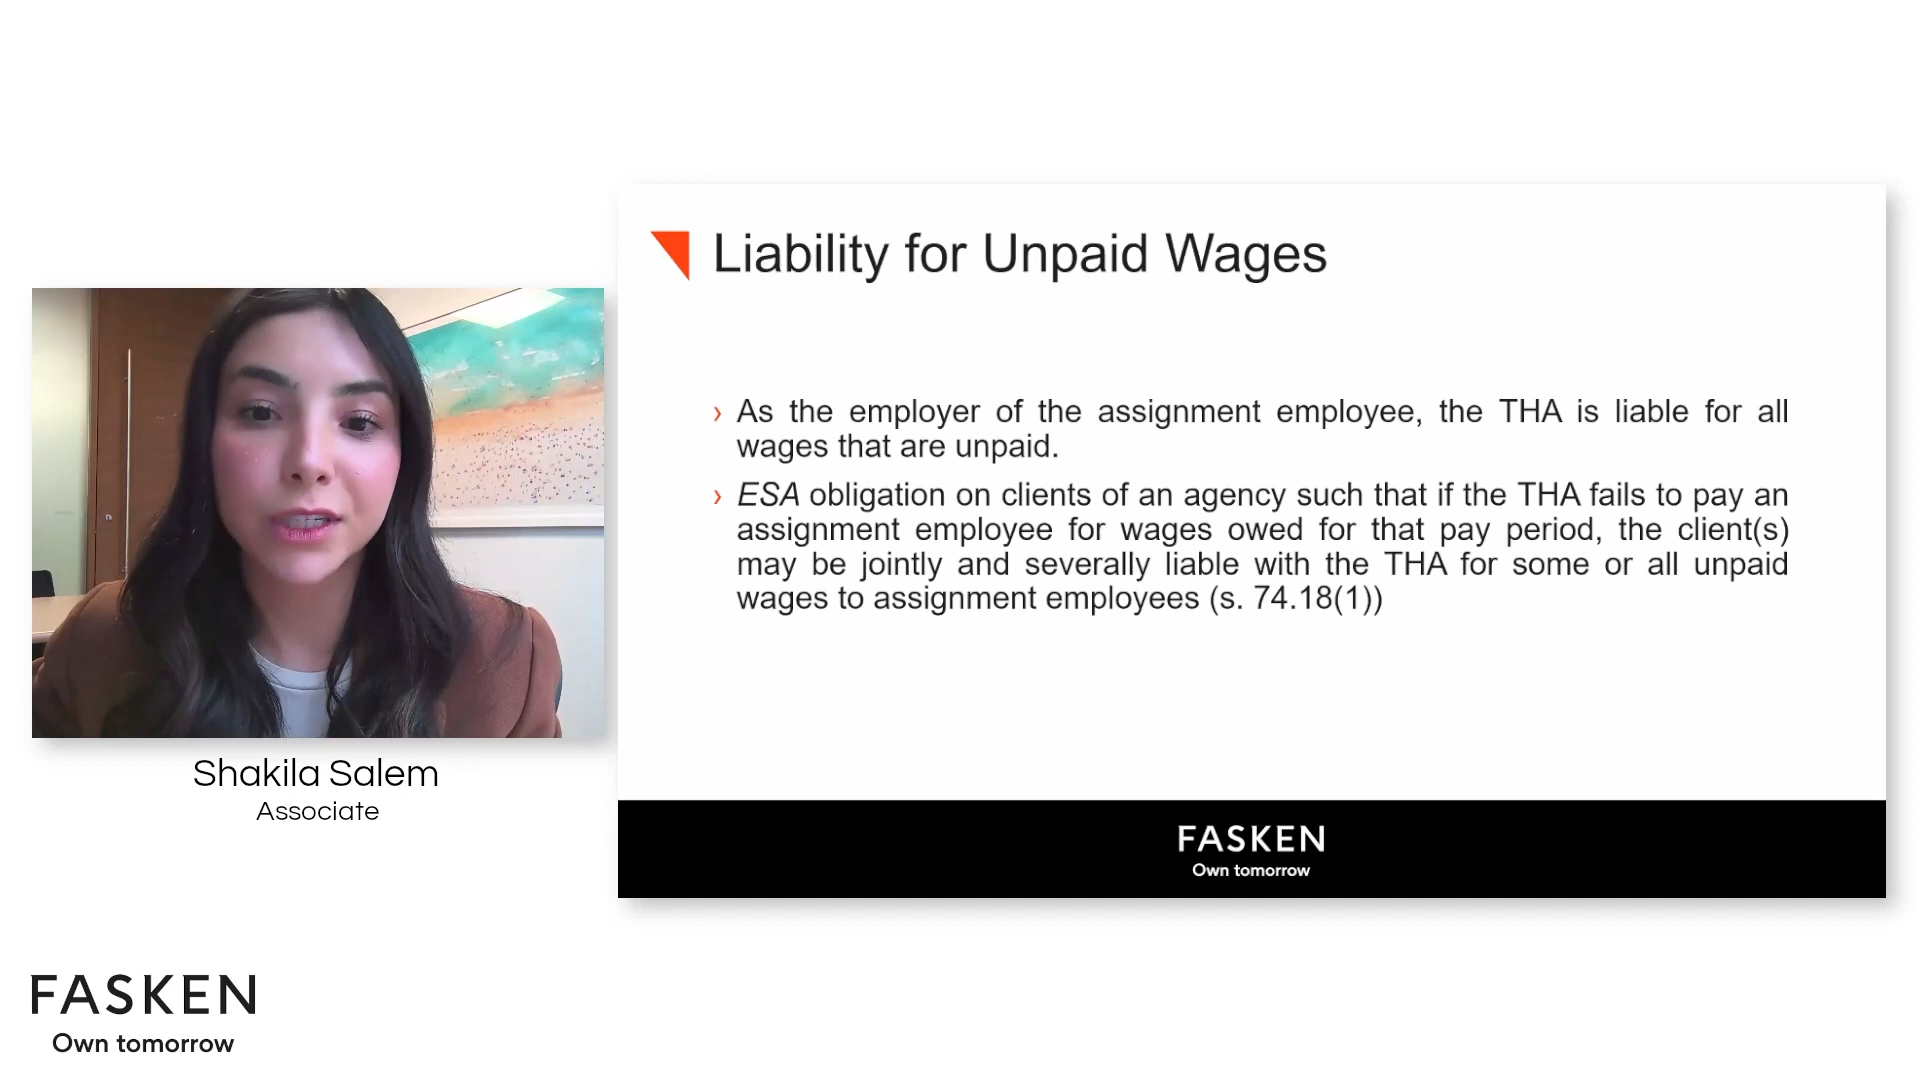 Liability for Unpaid Wages
› As the employer of the assignment employee, the THA is liable for all
wages that are unpaid.
› ESA obligation on clients of an agency such that if the THA fails to pay an
assignment employee for wages owed for that pay period, the client(s)
may be jointly and severally liable with the THA for some or all unpaid
wages to assignment employees (s. 74.18(1))
FASKEN
Own tomorrow
Shakila Salem
Associate
FASKEN
Own tomorrow